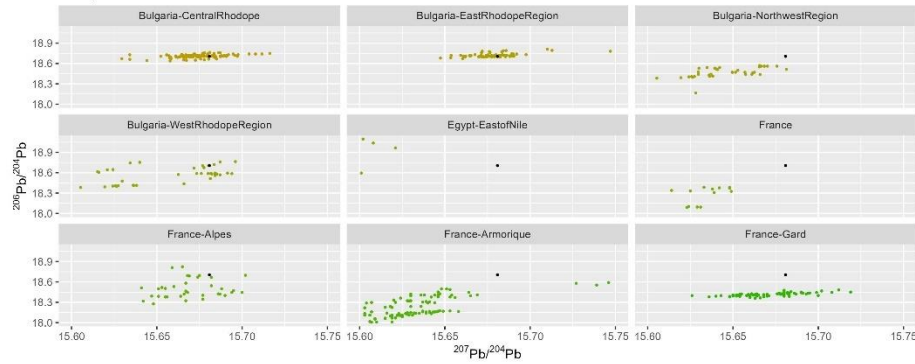 Bulgaria-CentralRhodope Bulgaria-EastRhodopeRegion Bulgaria-NorthwestRegion
18.9
18.6
18.3
18.0
Bulgaria-WestRhodopeRegion Egypt-EastofNile France
18.9
18.6
18.3
18.0
²⁰⁶Pb/²⁰⁴Pb
France-Alpes France-Armorique France-Gard
18.9
18.6
18.3
18.0
15.60 15.65 15.70 15.75 15.60 15.65 15.70 15.75 15.60 15.65 15.70 15.75
²⁰⁷Pb/²⁰⁴Pb